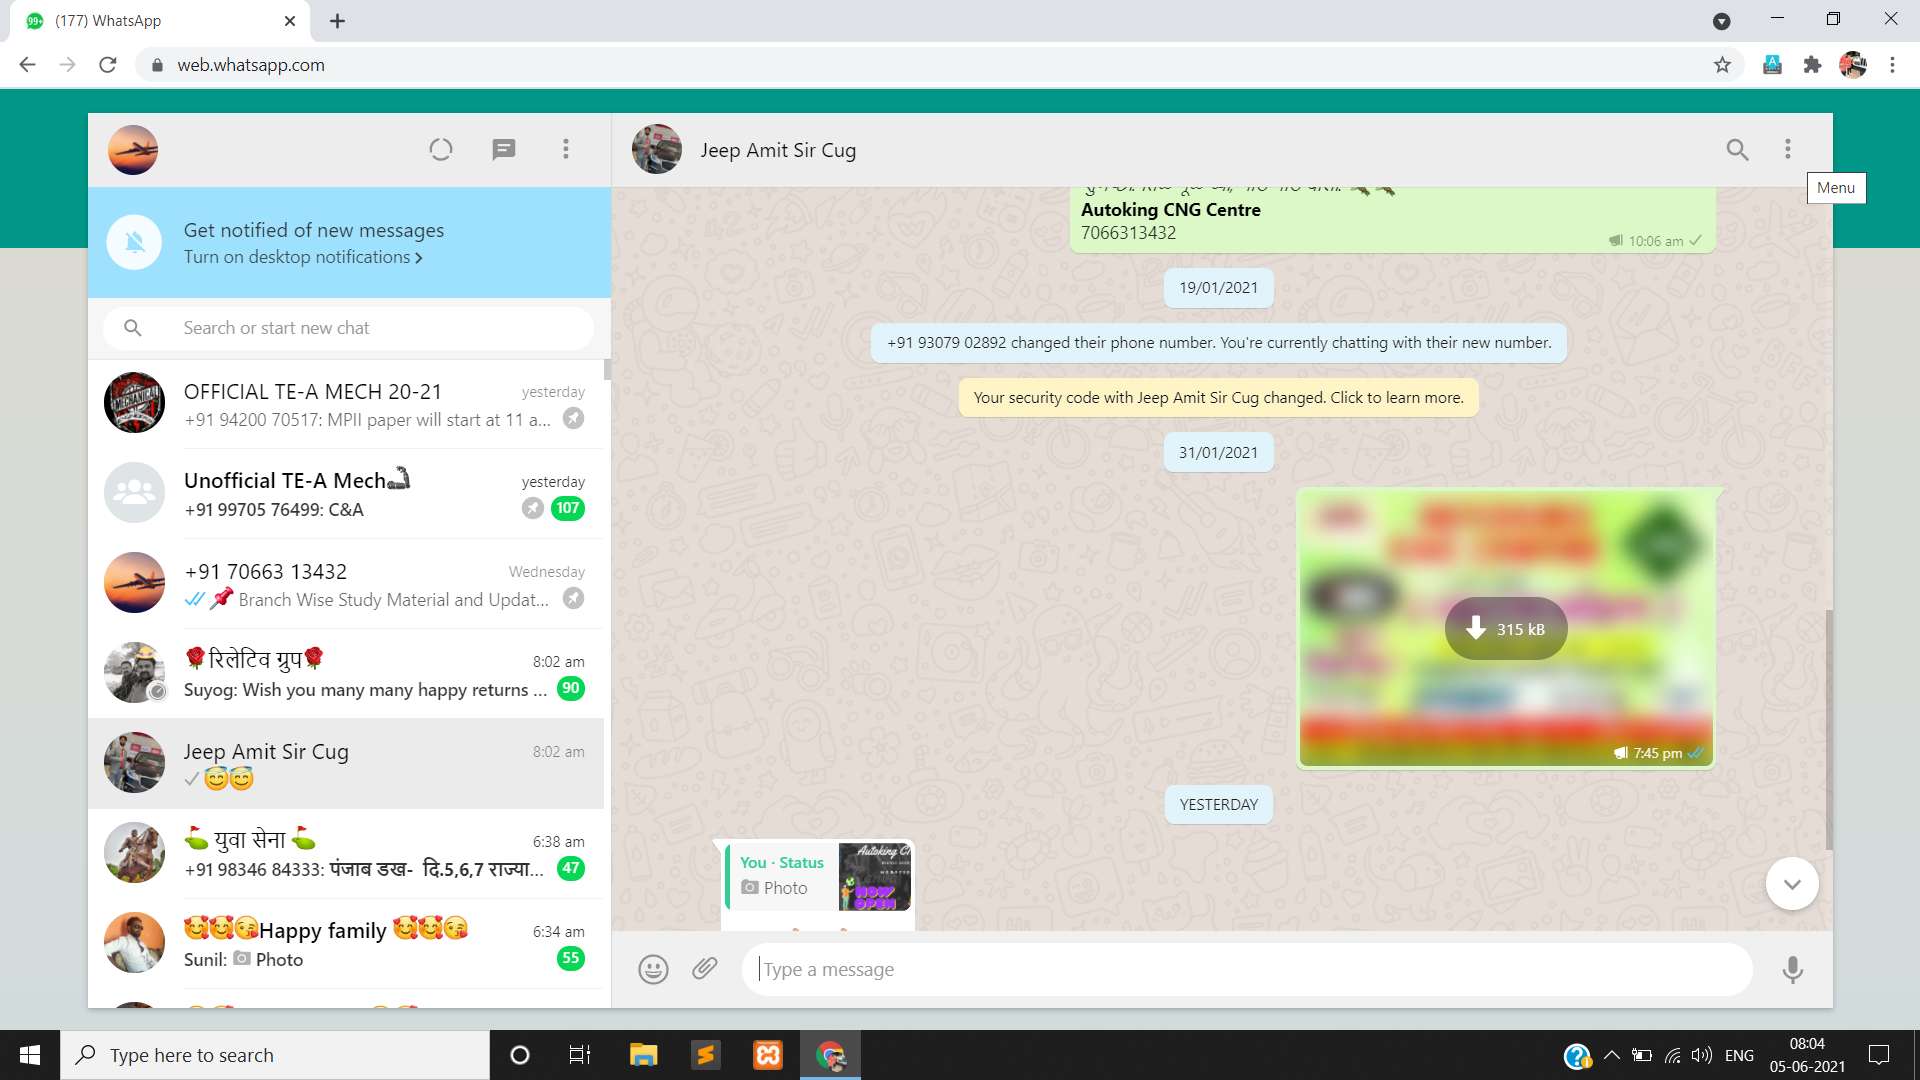 (177) WhatsApp
web.whatsapp.com
Jeep Amit Sir Cug
Menu
Get notified of new messages
Turn on desktop notifications >
Search or start new chat
OFFICIAL TE-A MECH 20-21
yesterday
+91 94200 70517: MPII paper will start at 11 a...
Unofficial TE-A Mech
yesterday
+91 99705 76499: C&A
107
+91 70663 13432
Wednesday
Branch Wise Study Material and Updat...
🌹रिलेटिव ग्रुप🌹
8:02 am
Suyog: Wish you many many happy returns ...
90
Jeep Amit Sir Cug
8:02 am
😇😇
⛳ युवा सेना ⛳
6:38 am
+91 98346 84333: पंजाब डख- दि.5,6,7 राज्या...
47
🥰🥰😘Happy family 🥰🥰😘
6:34 am
Sunil: Photo
55
Autoking CNG Centre
7066313432
10:06 am
19/01/2021
+91 93079 02892 changed their phone number. You're currently chatting with their new number.
Your security code with Jeep Amit Sir Cug changed. Click to learn more.
31/01/2021
315 kB
7:45 pm
YESTERDAY
You · Status
Photo
Autoking C
NOW
OPEN
Type a message
Type here to search
ENG
08:04
05-06-2021